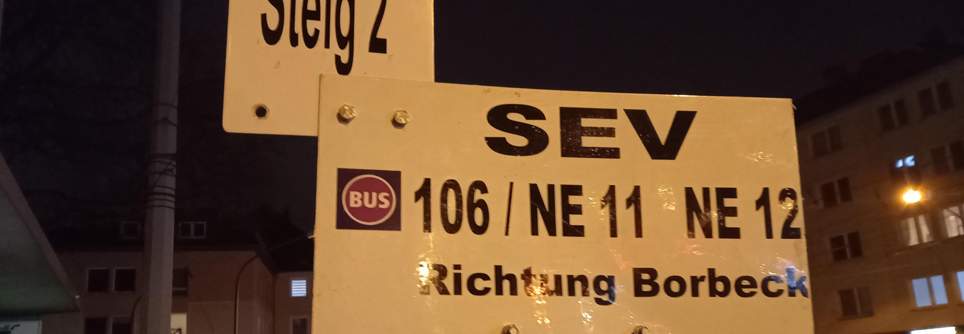 Steig 2
SEV
BUS 106 / NE 11 NE 12
Richtung Borbeck